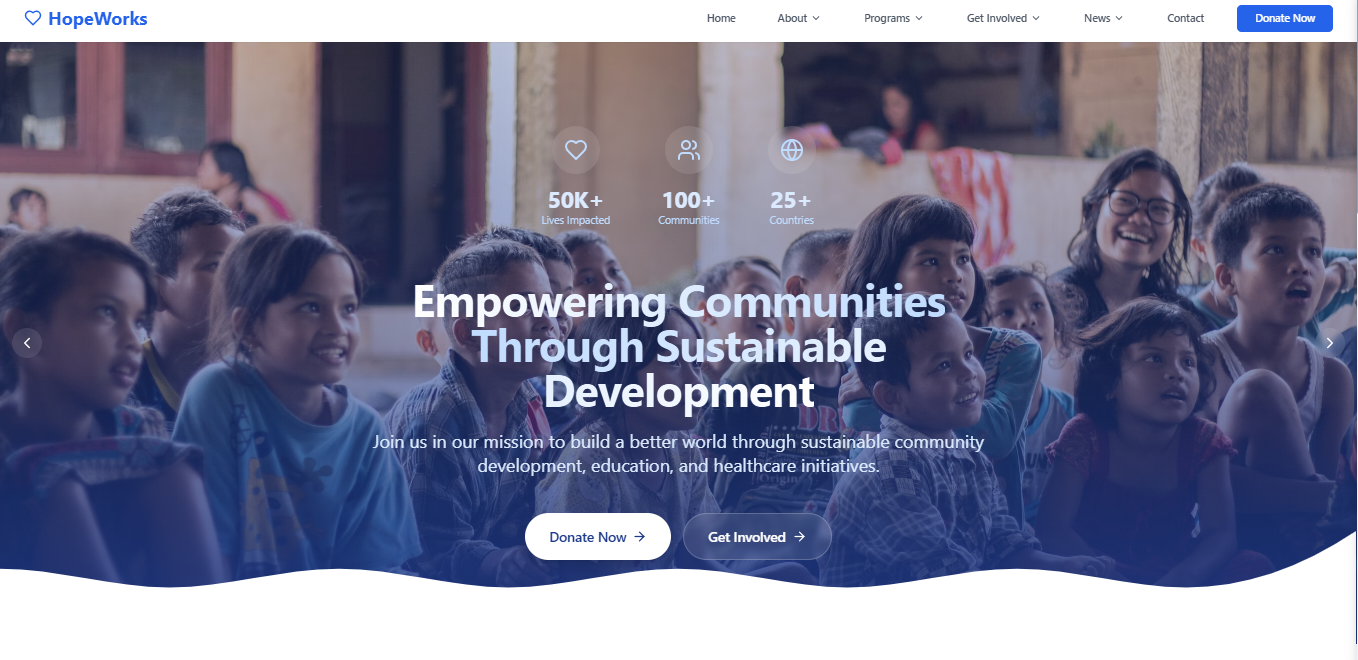 HopeWorks
Home About Programs Get Involved News Contact Donate Now
50K+ 100+ 25+
Lives Impacted Communities Countries
Empowering Communities
Through Sustainable
Development
Join us in our mission to build a better world through sustainable community
development, education, and healthcare initiatives.
Donate Now Get Involved